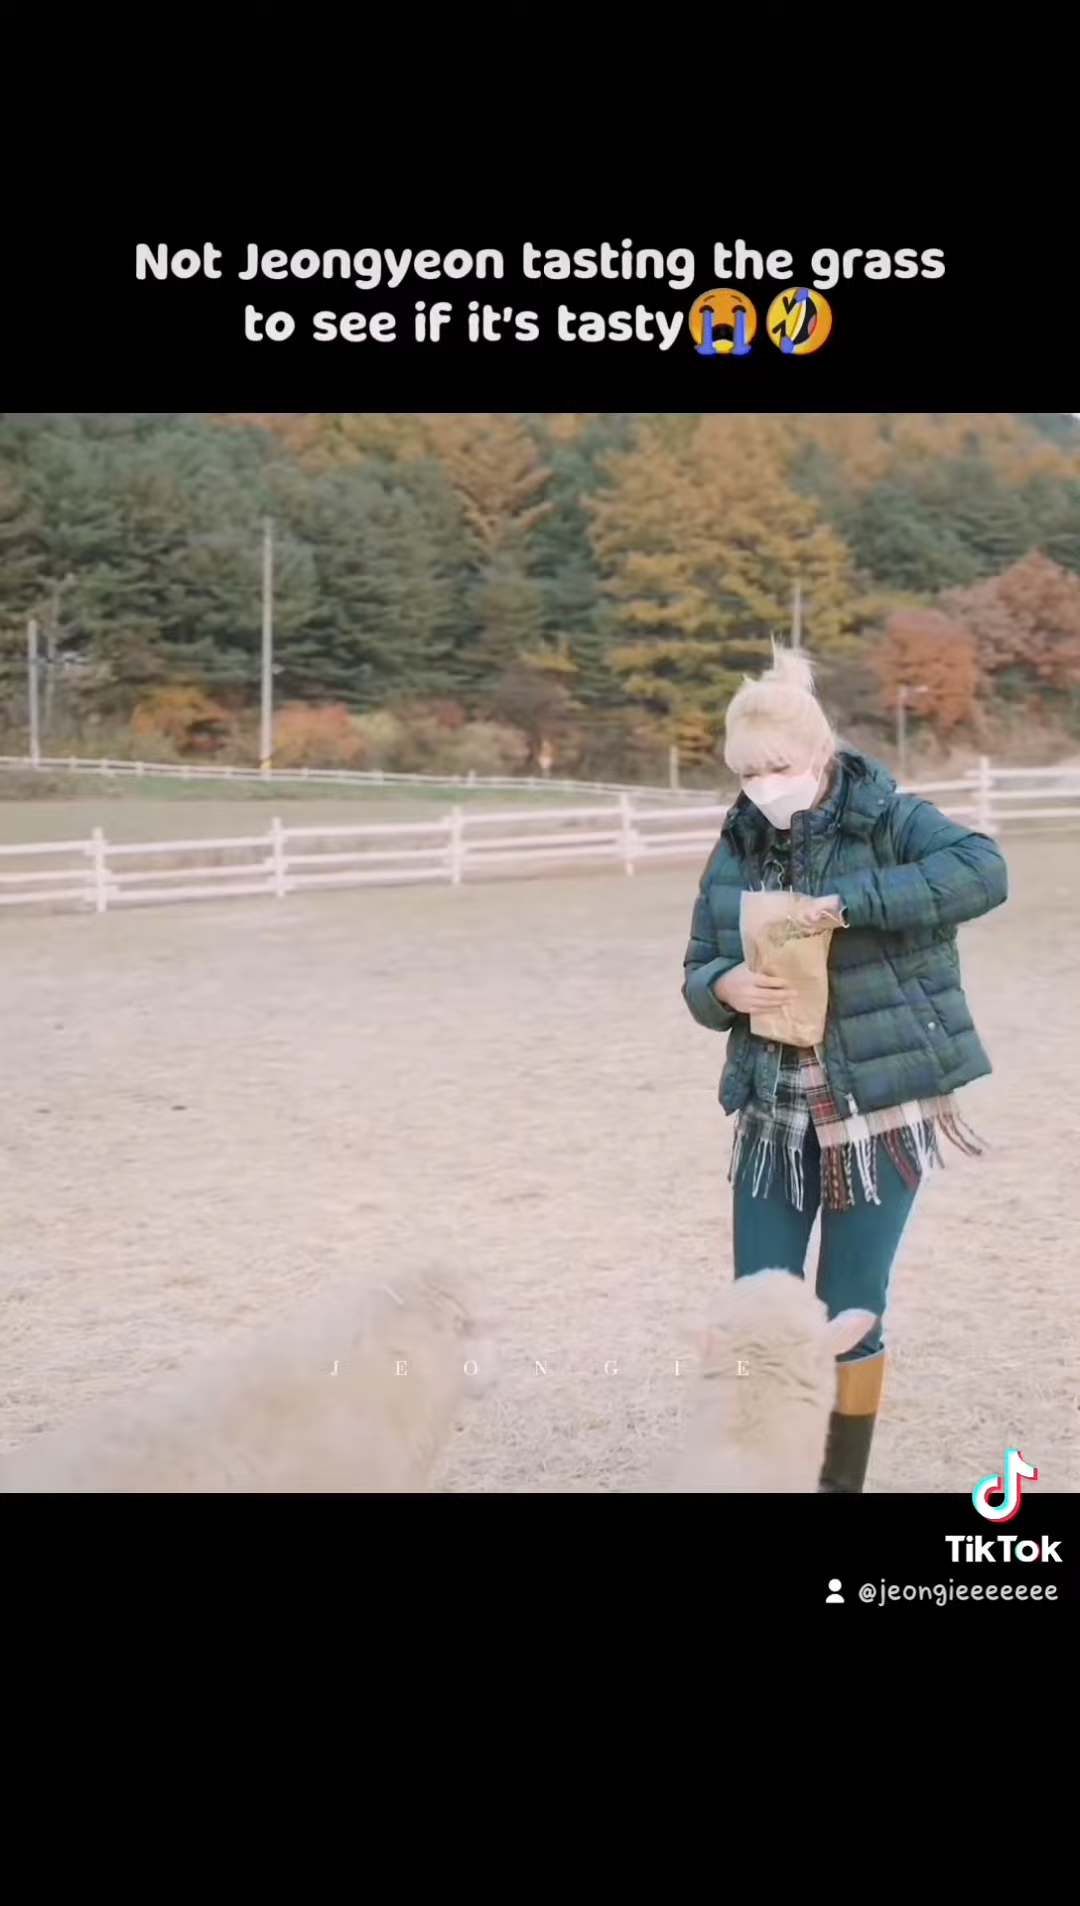 Not Jeongyeon tasting the grass
to see if it's tasty😭🤣
J E O N G I E
TikTok
@jeongieeeeeee